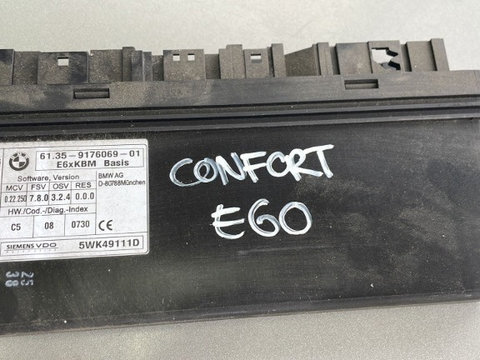 61.35-9176069-01
E6xKBM Basis
Software, Version
MCV FSV OSV RES
0.22.250 7.8.0 3.2.4 0.0.0
HW./Cod.-/Diag.-Index
C5 08 0730
BMW AG
D-80788München
SIEMENS VDO
5WK49111D
CONFORT
E60